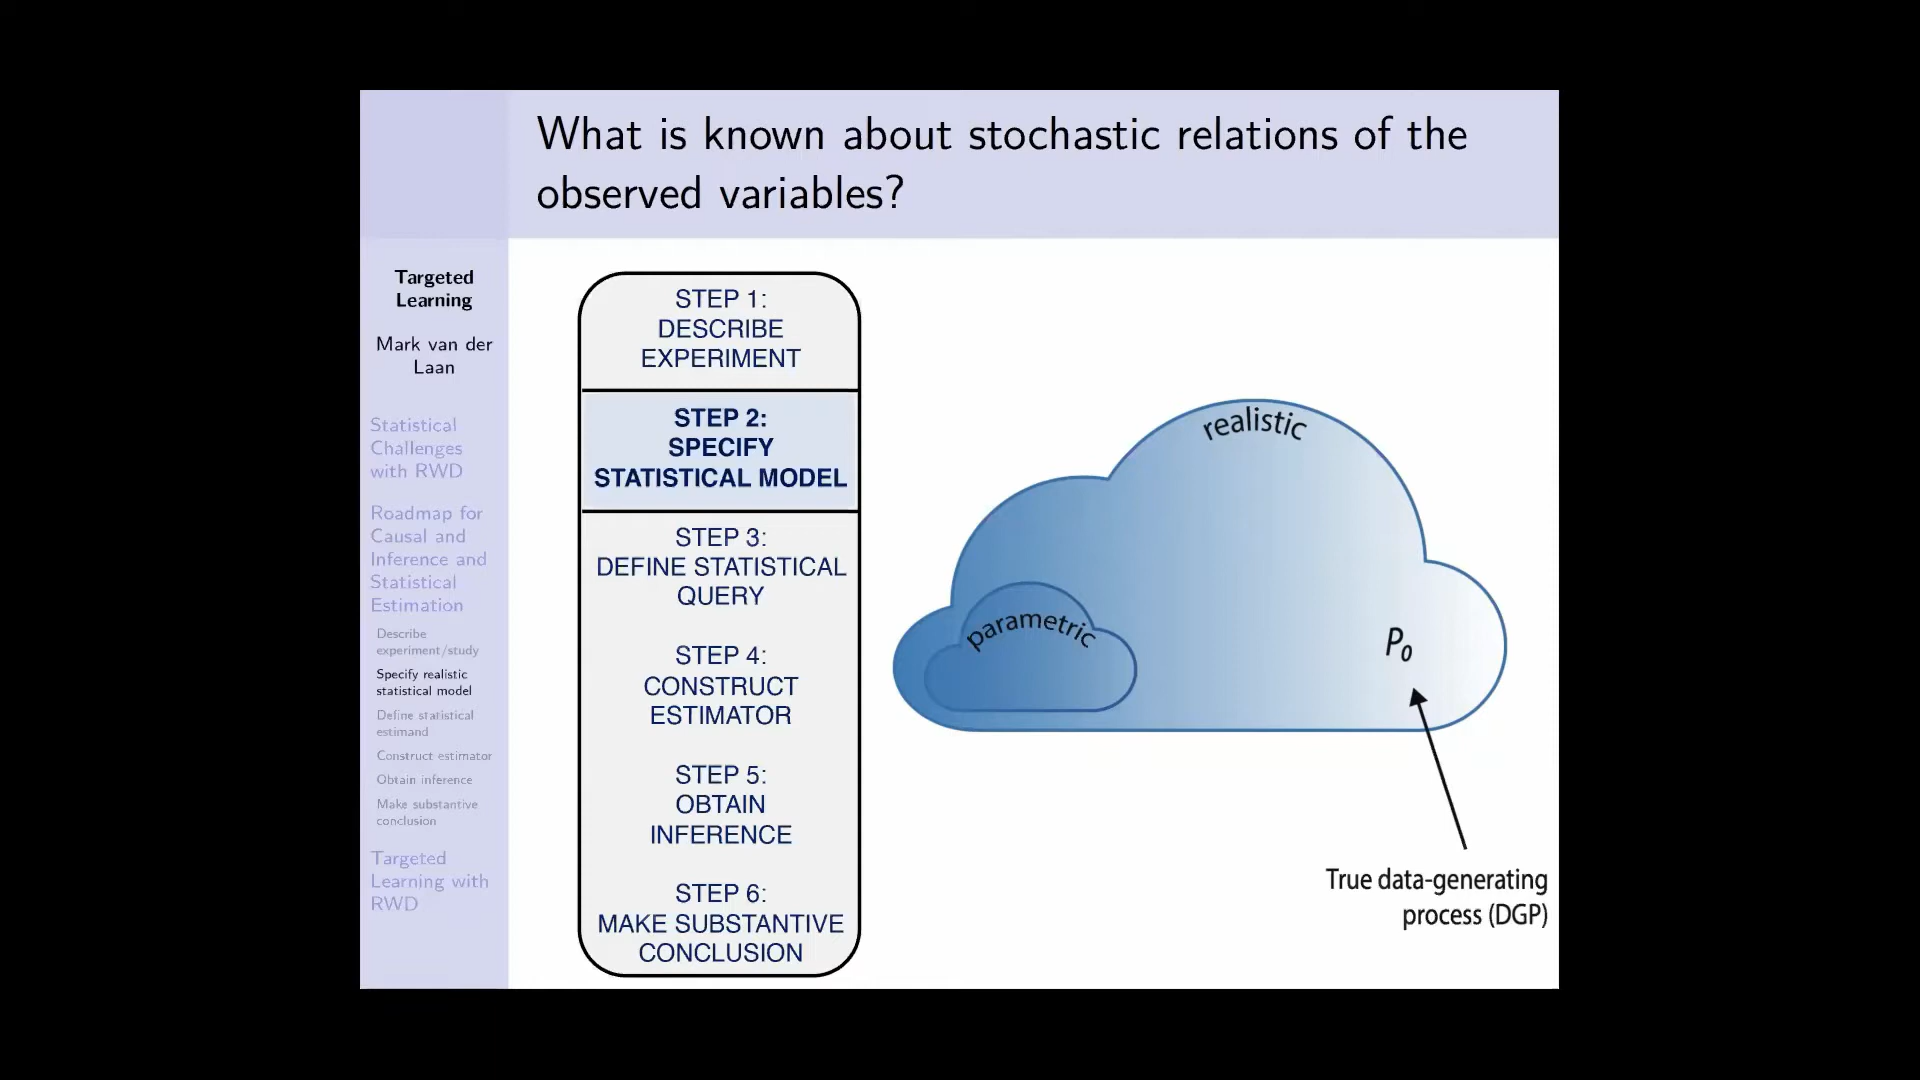 What is known about stochastic relations of the
observed variables?
Targeted
Learning
Mark van der
Laan
Statistical
Challenges
with RWD
Roadmap for
Causal and
Inference and
Statistical
Estimation
Describe
experiment/study
Specify realistic
statistical model
Define statistical
estimand
Construct estimator
Obtain inference
Make substantive
conclusion
Targeted
Learning with
RWD
STEP 1:
DESCRIBE
EXPERIMENT
STEP 2:
SPECIFY
STATISTICAL MODEL
STEP 3:
DEFINE STATISTICAL
QUERY
STEP 4:
CONSTRUCT
ESTIMATOR
STEP 5:
OBTAIN
INFERENCE
STEP 6:
MAKE SUBSTANTIVE
CONCLUSION
realistic
parametric
P₀
True data-generating
process (DGP)